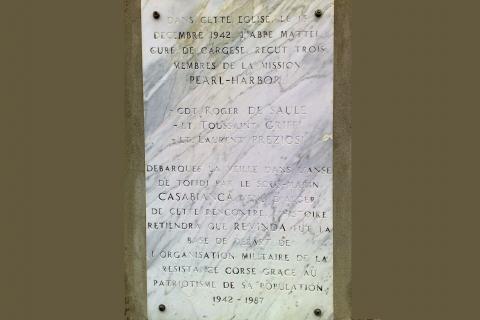 DANS CETTE EGLISE, LE 15
DECEMBRE 1942, L'ABBE MATTEI
CURE DE CARGESE REÇUT TROIS
MEMBRES DE LA MISSION
PEARL-HARBOR
-CDT ROGER DE SAULE
-LT TOUSSAINT GRIFFI
-LT LAURENT PREZIOSI
DEBARQUES LA VEILLE DANS L'ANSE
DE TOPIDI PAR LE SOUS-MARIN
CASABIANCA VENU D'ALGER
DE CETTE RENCONTRE L'HISTOIRE
RETIENDRA QUE REVINDA FUT LA
BASE DE DEPART DE
L'ORGANISATION MILITAIRE DE LA
RESISTANCE CORSE GRACE AU
PATRIOTISME DE SA POPULATION
1942-1987